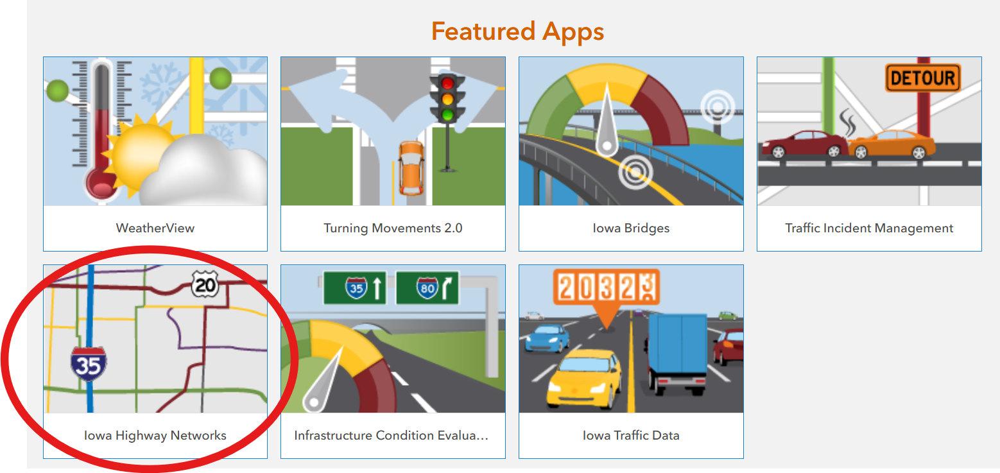 Featured Apps
DETOUR
WeatherView
Turning Movements 2.0
Iowa Bridges
Traffic Incident Management
20
35
35
80
20323
Iowa Highway Networks
Infrastructure Condition Evalua…
Iowa Traffic Data